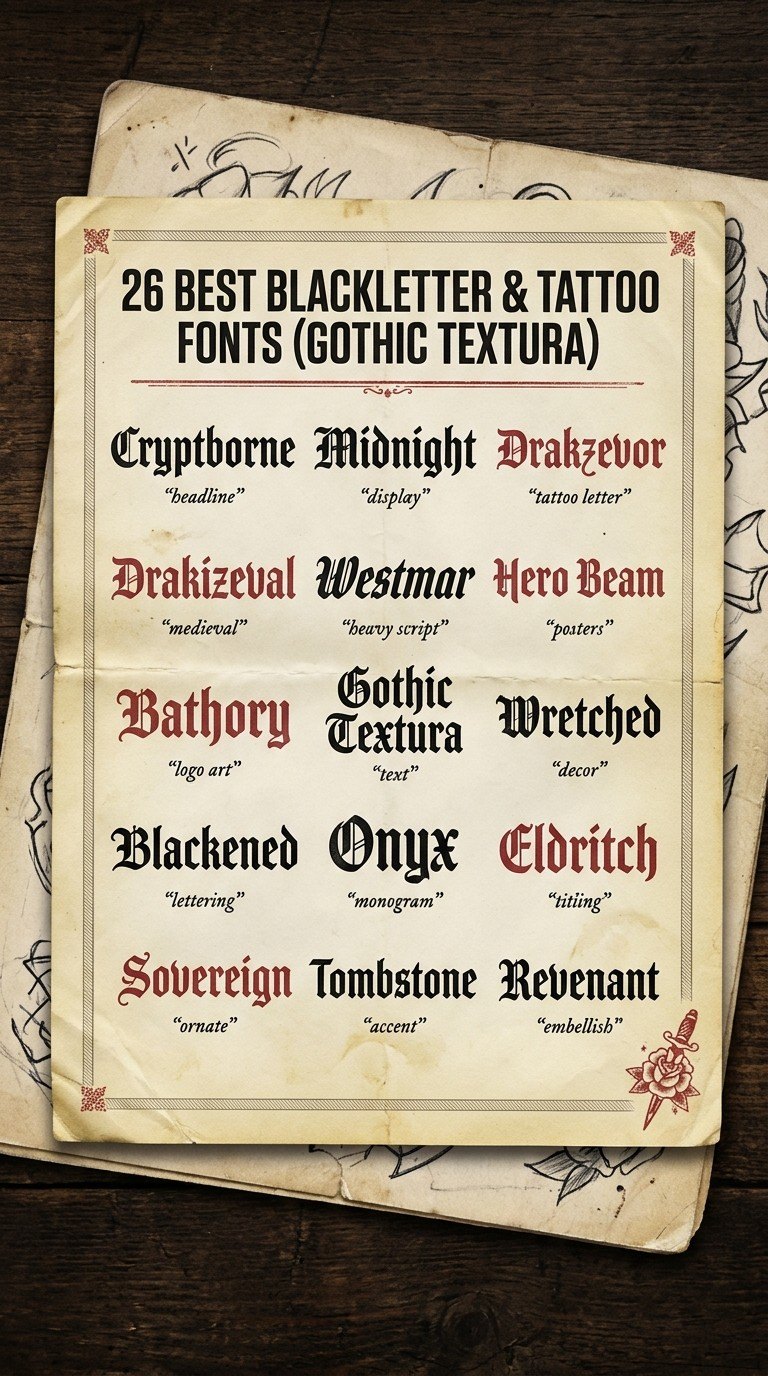 26 BEST BLACKLETTER & TATTOO
FONTS (GOTHIC TEXTURA)
Cryptborne Midnight Drakzevor
“headline” “display” “tattoo letter”
Drakizeval Westmar Hero Beam
“medieval” “heavy script” “posters”
Bathory Gothic Textura Wretched
“logo art” “text” “decor”
Blackened Onyx Eldritch
“lettering” “monogram” “titiing”
Sovereign Tombstone Revenant
“ornate” “accent” “embellish”